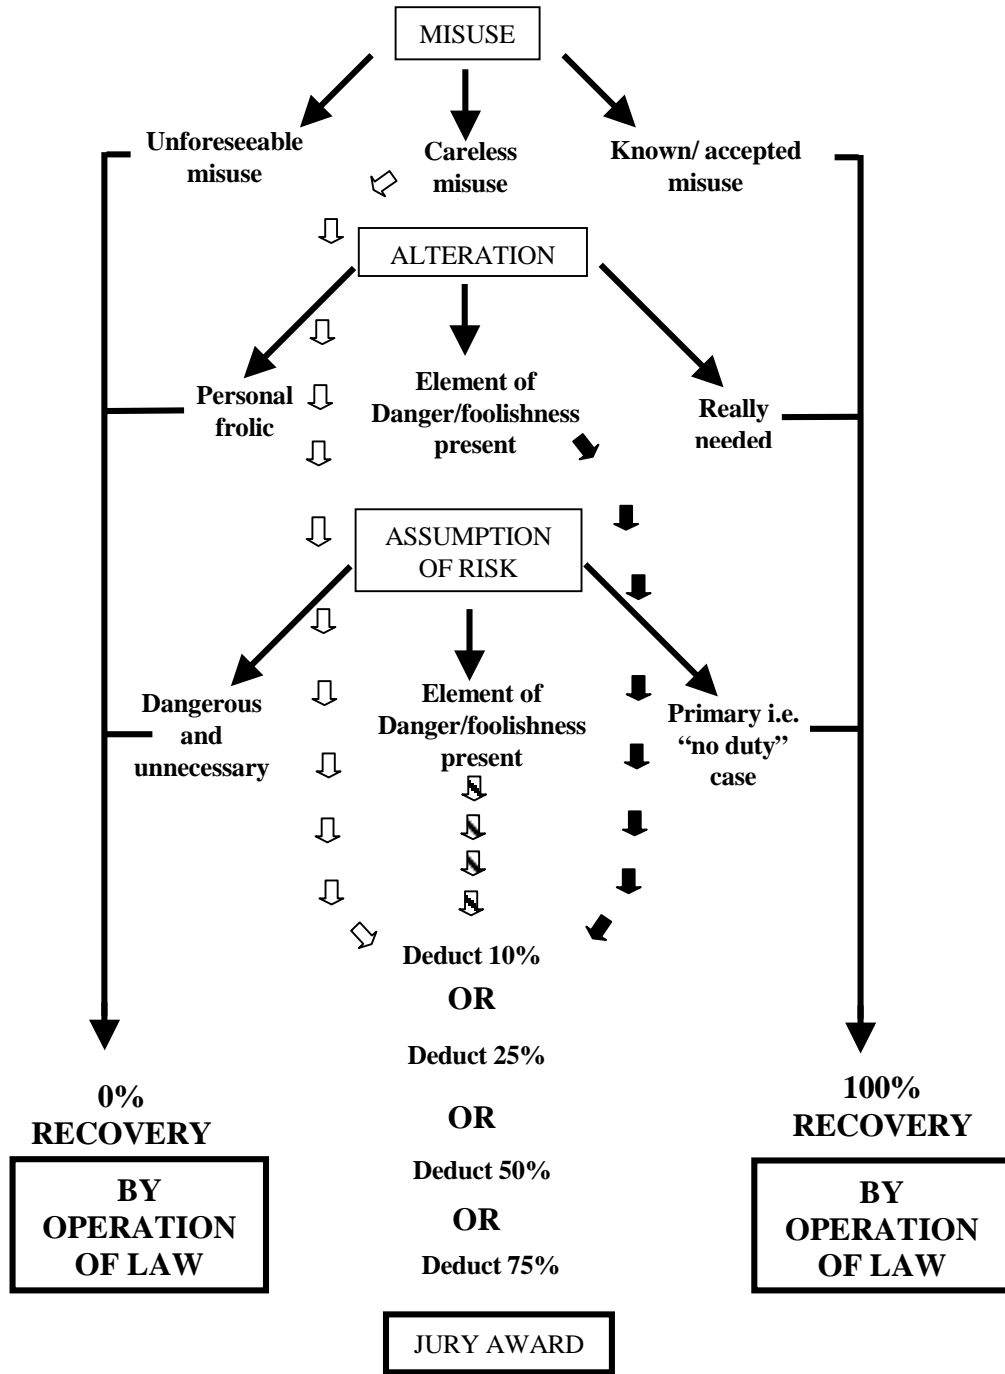 MISUSE
Unforeseeable
misuse
Careless
misuse
Known/ accepted
misuse
ALTERATION
Personal
frolic
Element of
Danger/foolishness
present
Really
needed
ASSUMPTION
OF RISK
Dangerous
and
unnecessary
Element of
Danger/foolishness
present
Primary i.e.
“no duty”
case
Deduct 10%
OR
Deduct 25%
OR
Deduct 50%
OR
Deduct 75%
0%
RECOVERY
BY
OPERATION
OF LAW
100%
RECOVERY
BY
OPERATION
OF LAW
JURY AWARD